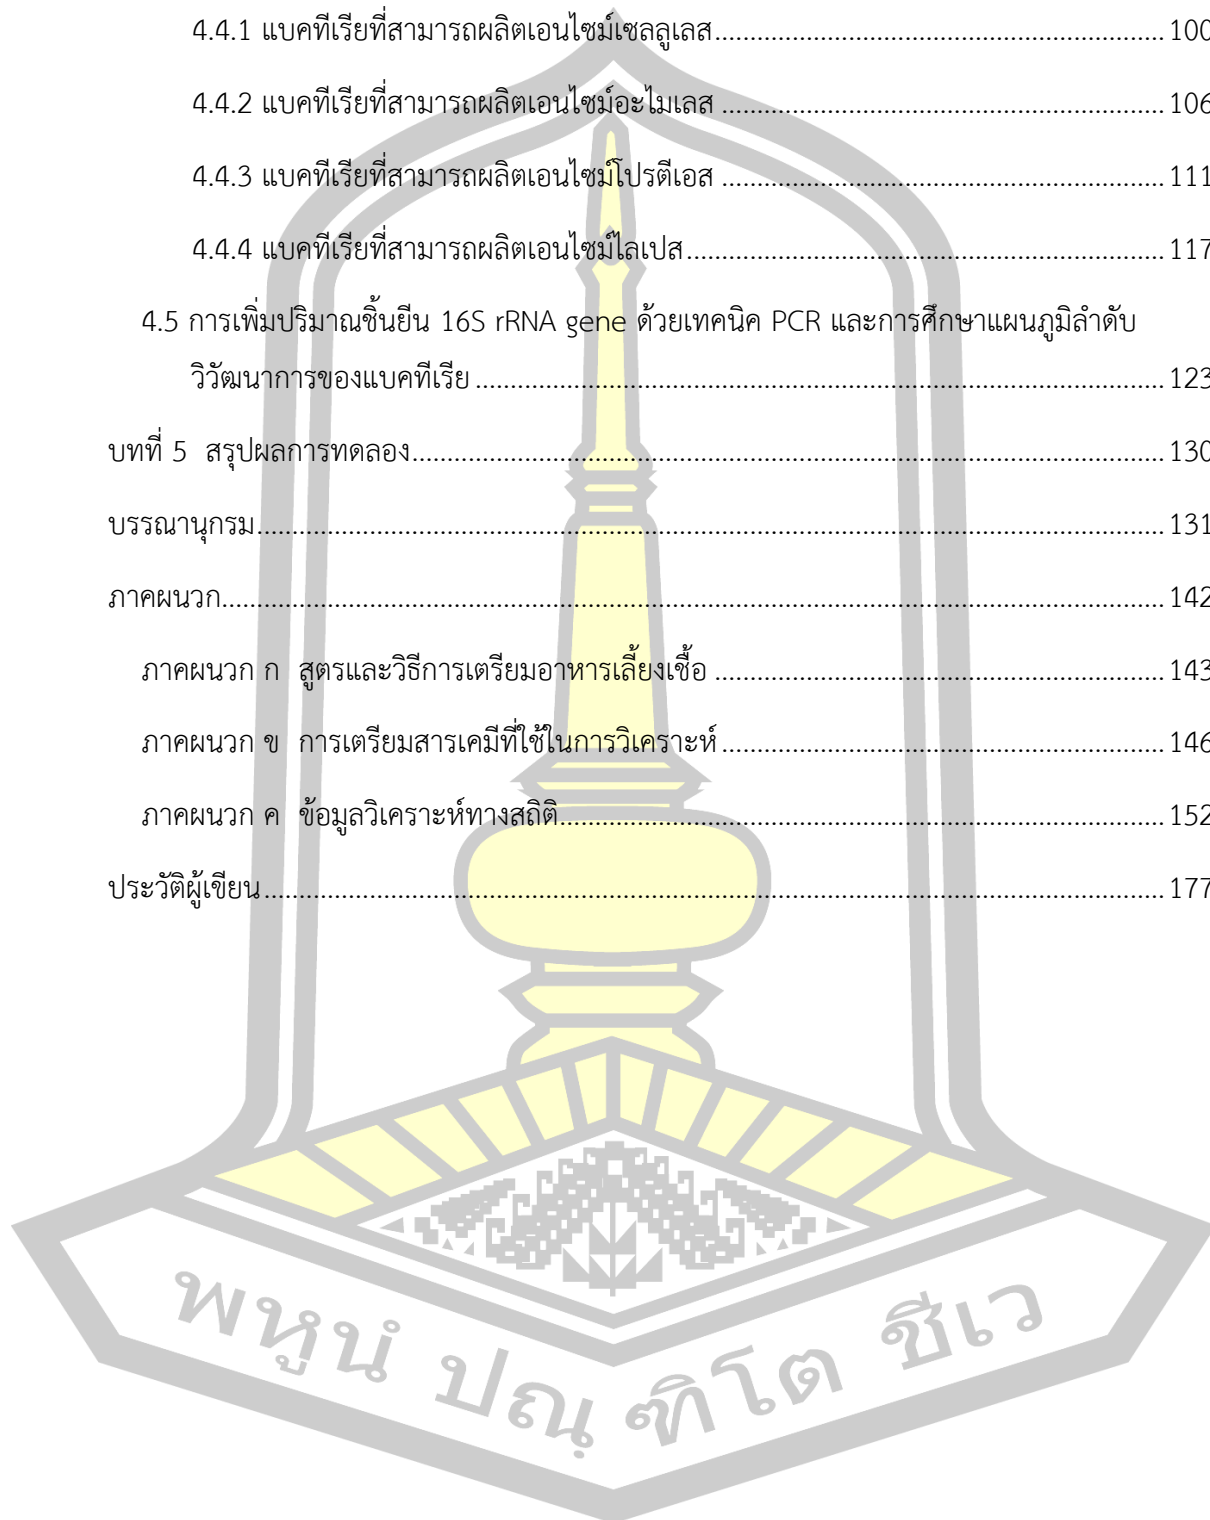 4.4.1 แบคทีเรียที่สามารถผลิตเอนไซม์เซลลูเลส.......................................................... 100
4.4.2 แบคทีเรียที่สามารถผลิตเอนไซม์อะไมเลส .......................................................... 106
4.4.3 แบคทีเรียที่สามารถผลิตเอนไซม์โปรตีเอส .......................................................... 111
4.4.4 แบคทีเรียที่สามารถผลิตเอนไซม์ไลเปส.............................................................. 117
4.5 การเพิ่มปริมาณชิ้นยีน 16S rRNA gene ด้วยเทคนิค PCR และการศึกษาแผนภูมิลำดับ
วิวัฒนาการของแบคทีเรีย ......................................................................................... 123
บทที่ 5 สรุปผลการทดลอง.................................................................................................. 130
บรรณานุกรม..................................................................................................................... 131
ภาคผนวก......................................................................................................................... 142
ภาคผนวก ก สูตรและวิธีการเตรียมอาหารเลี้ยงเชื้อ .......................................................... 143
ภาคผนวก ข การเตรียมสารเคมีที่ใช้ในการวิเคราะห์ .......................................................... 146
ภาคผนวก ค ข้อมูลวิเคราะห์ทางสถิติ............................................................................. 152
ประวัติผู้เขียน .................................................................................................................... 177
พหูนํ ปณฺฑิโต ชีเว